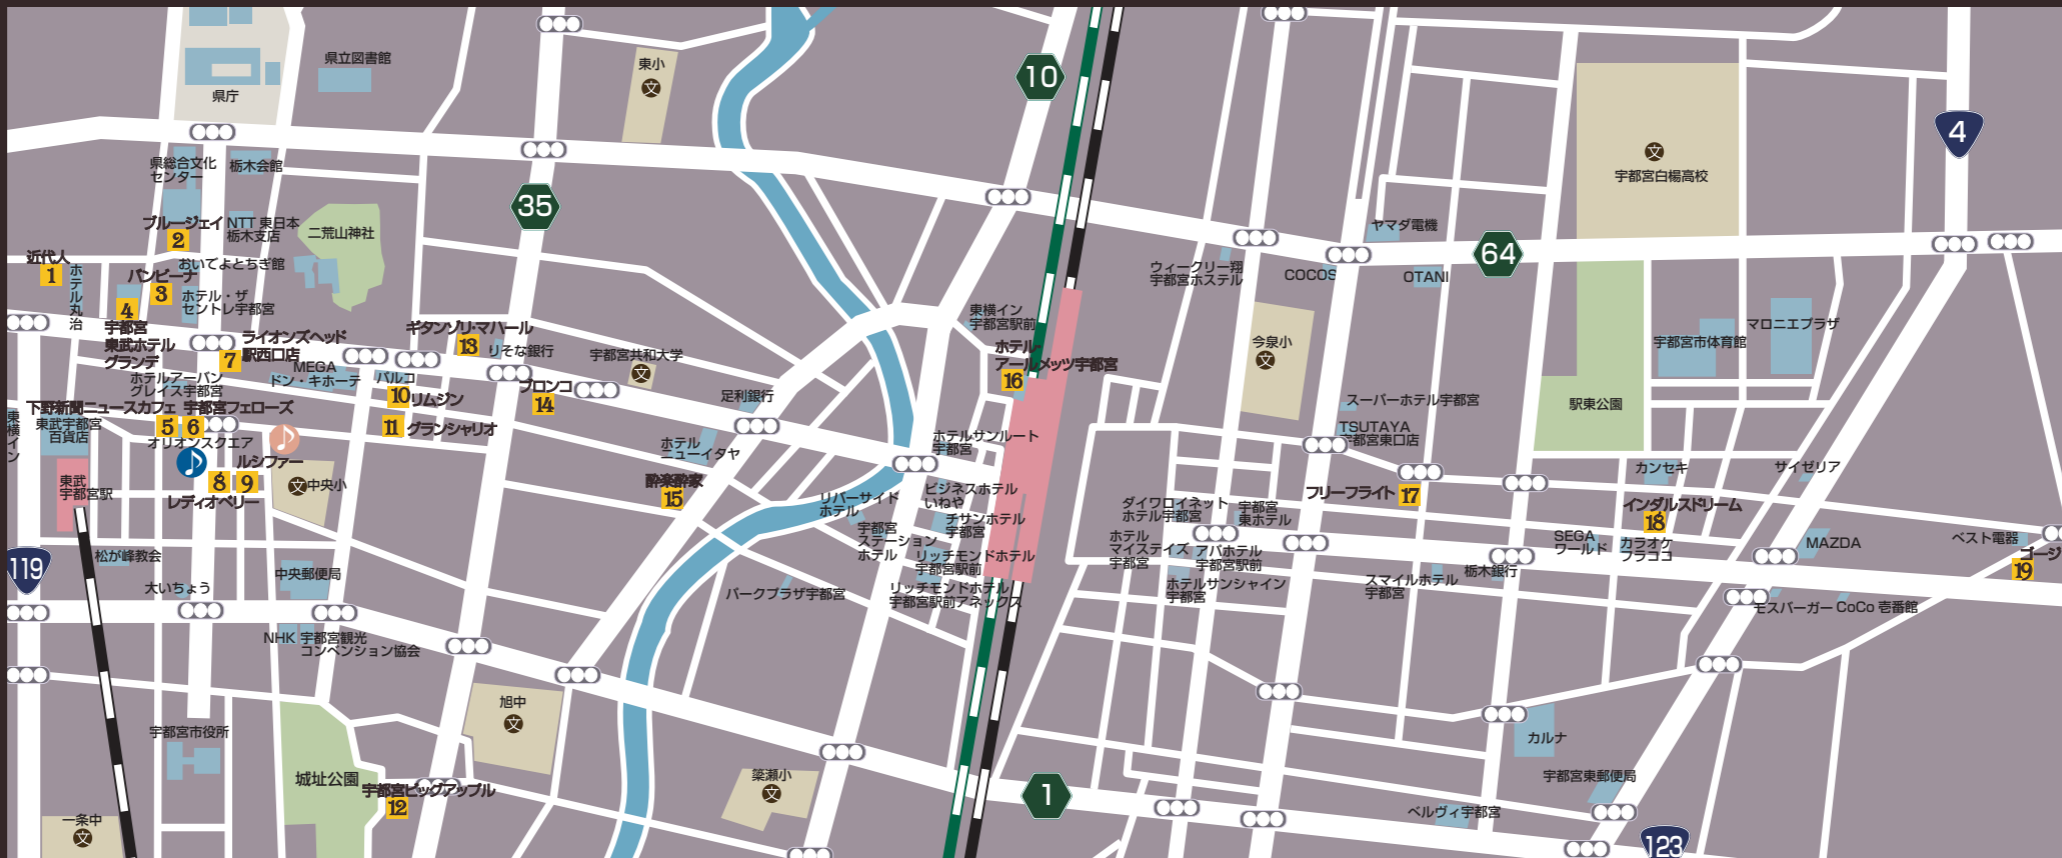 県立図書館
東小
文
10
県庁
4
文
宇都宮白楊高校
県総合文化
センター
栃木会館
35
ブルージェイ
2
NTT 東日本
栃木支店
二荒山神社
ヤマダ電機
64
近代人
1
ホテル丸治
おいてよとちぎ館
バンビーナ
3
ホテル・ザ
セントレ宇都宮
ウィークリー翔
宇都宮ホステル
COCOS
OTANI
4
宇都宮
東武ホテル
グランデ
ライオンズヘッド
駅西口店
7
ギタンゾリ・マハール
13
りそな銀行
宇都宮共和大学
文
東横イン
宇都宮駅前
ホテル
アールメッツ宇都宮
16
今泉小
文
マロニエプラザ
宇都宮市体育館
MEGA
ドン・キホーテ
ホテルアーバン
グレイス宇都宮
パルコ
10
リムジン
ブロンコ
14
足利銀行
スーパーホテル宇都宮
駅東公園
下野新聞ニュースカフェ
5
宇都宮フェローズ
6
11
グランシャリオ
東横イン
東武宇都宮
百貨店
オリオンスクエア
ホテル
ニューイタヤ
ホテルサンルート
宇都宮
TSUTAYA
宇都宮東口店
ルシファー
9
8
レディオベリー
文
中央小
東武
宇都宮駅
酔楽酔家
15
リバーサイド
ホテル
ビジネスホテル
いねや
チサンホテル
宇都宮
宇都宮
ステーション
ホテル
リッチモンドホテル
宇都宮駅前
リッチモンドホテル
宇都宮駅前アネックス
ダイワロイネット
ホテル宇都宮
宇都宮
東ホテル
ホテル
マイステイズ
宇都宮
アパホテル
宇都宮駅前
ホテルサンシャイン
宇都宮
フリーフライト
17
カンセキ
サイゼリア
インダルスドリーム
18
SEGA
ワールド
カラオケ
フラココ
MAZDA
ベスト電器
ゴージ
19
119
松が峰教会
中央郵便局
大いちょう
パークプラザ宇都宮
スマイルホテル
宇都宮
栃木銀行
モスバーガー
CoCo 壱番館
NHK
宇都宮観光
コンベンション協会
旭中
文
宇都宮市役所
城址公園
宇都宮ビッグアップル
12
簗瀬小
文
1
カルナ
宇都宮東郵便局
ベルヴィ宇都宮
一条中
文
123